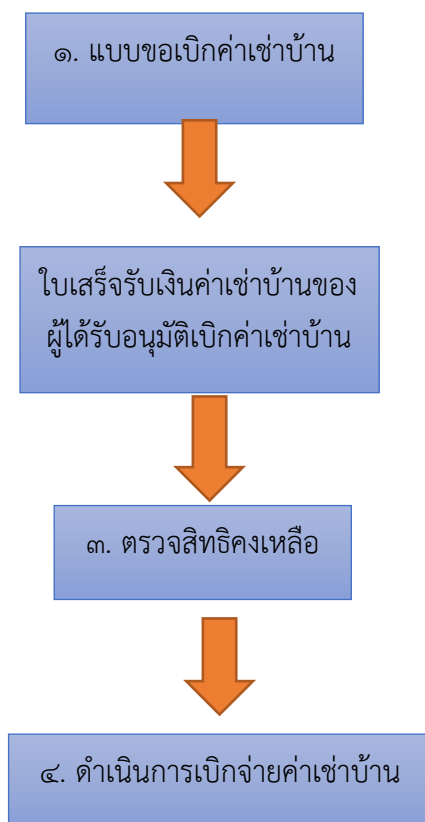 ๑. แบบขอเบิกค่าเช่าบ้าน
ใบเสร็จรับเงินค่าเช่าบ้านของ
ผู้ได้รับอนุมัติเบิกค่าเช่าบ้าน
๓. ตรวจสิทธิคงเหลือ
๔. ดำเนินการเบิกจ่ายค่าเช่าบ้าน